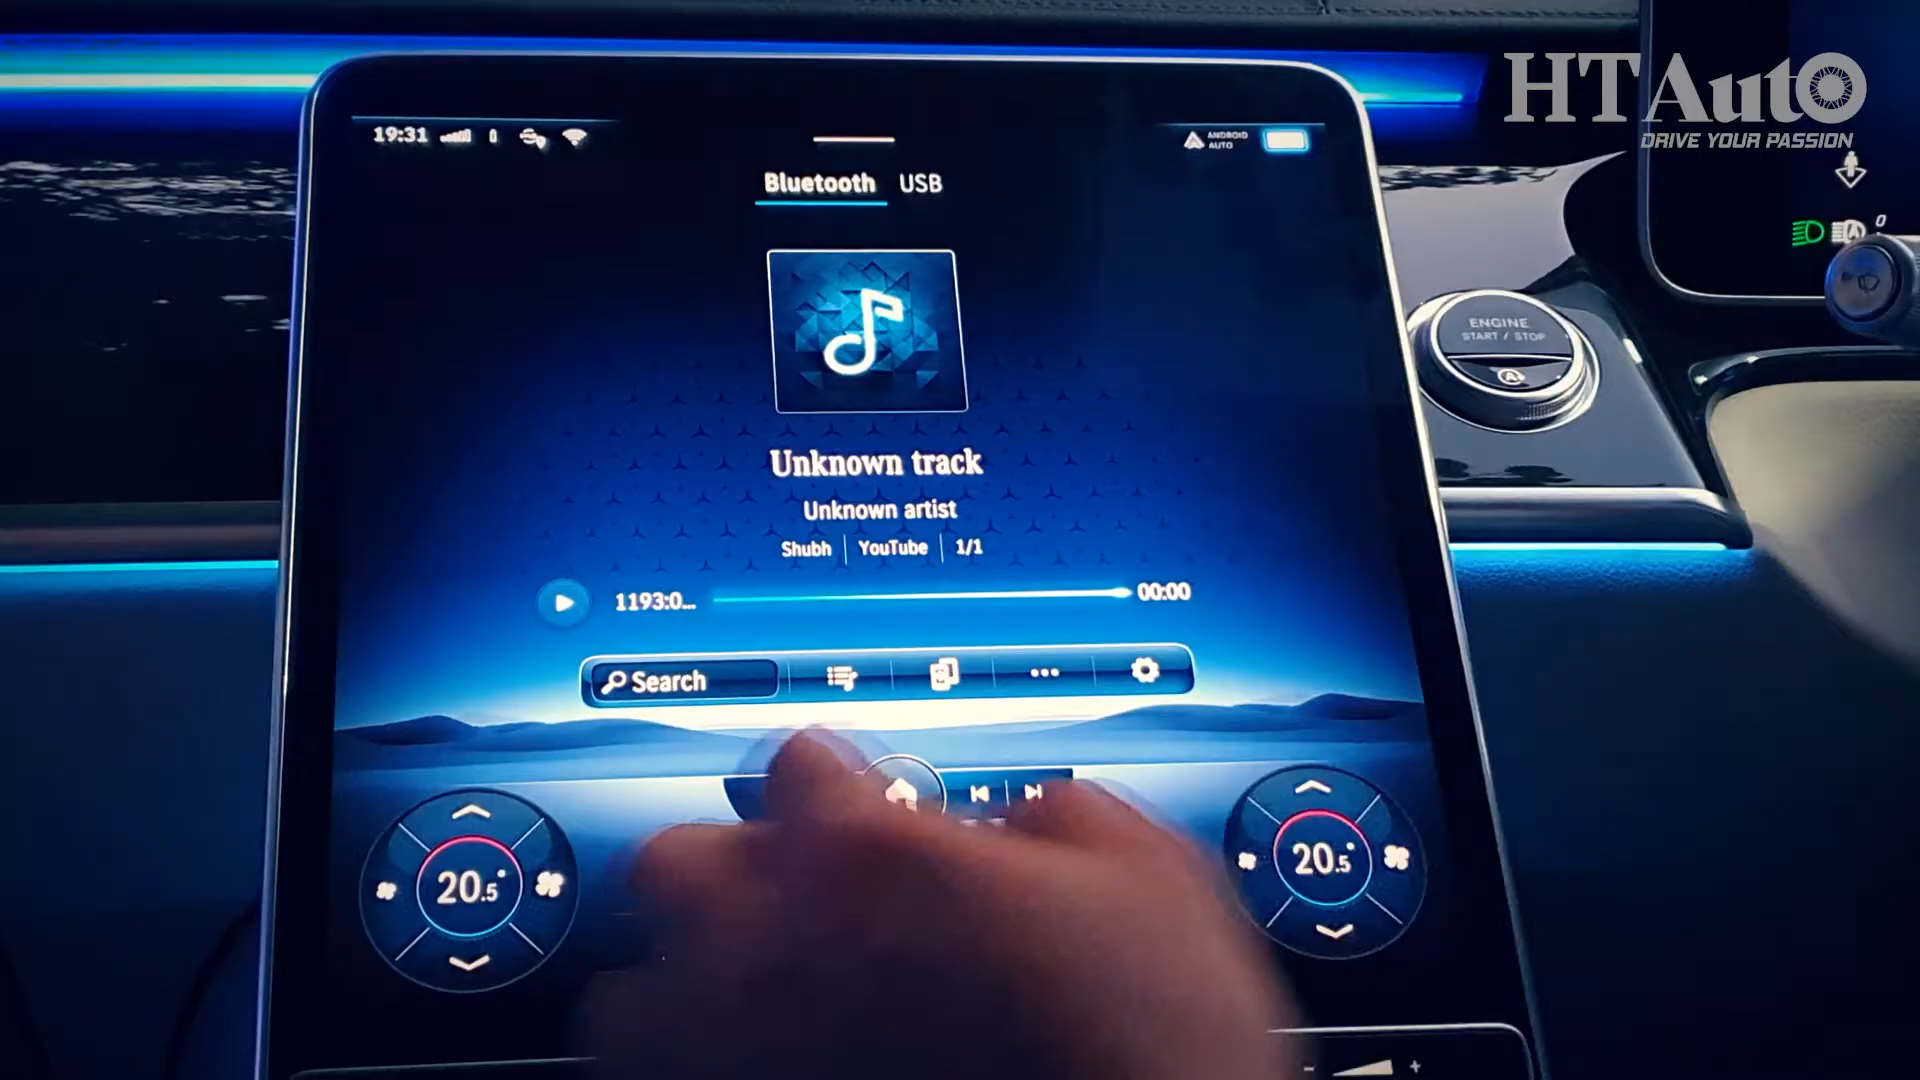 HTAuto
DRIVE YOUR PASSION
19:31
ANDROID
AUTO
Bluetooth USB
0
ENGINE
START / STOP
A
Unknown track
Unknown artist
Shubh YouTube 1/1
1193:0... 00:00
Search
20.5°
20.5°
- +